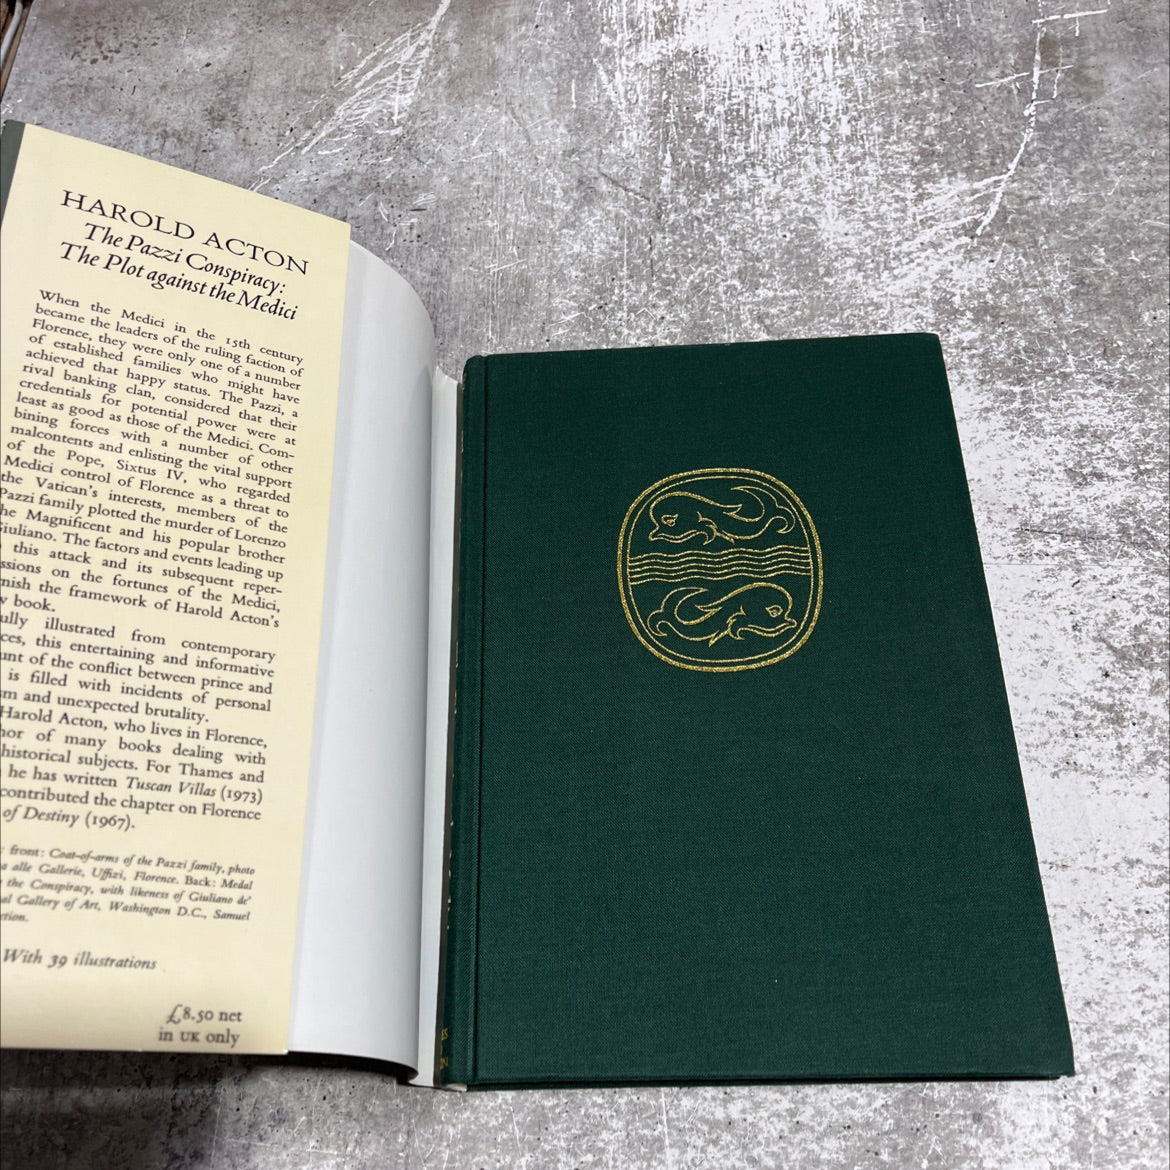 HAROLD ACTON
The Pazzi Conspiracy:
The Plot against the Medici
When the Medici in the 15th century
became the leaders of the ruling faction of
Florence, they were only one of a number
of established families who might have
achieved that happy status. The Pazzi, a
rival banking clan, considered that their
credentials for potential power were at
least as good as those of the Medici. Com-
bining forces with a number of other
malcontents and enlisting the vital support
of the Pope, Sixtus IV, who regarded
Medici control of Florence as a threat to
the Vatican's interests, members of the
Pazzi family plotted the murder of Lorenzo
he Magnificent and his popular brother
Giuliano. The factors and events leading up
this attack and its subsequent reper-
ssions on the fortunes of the Medici,
nish the framework of Harold Acton's
w book.
ully illustrated from contemporary
ces, this entertaining and informative
unt of the conflict between prince and
is filled with incidents of personal
sm and unexpected brutality.
Harold Acton, who lives in Florence,
hor of many books dealing with
historical subjects. For Thames and
he has written Tuscan Villas (1973)
contributed the chapter on Florence
of Destiny (1967).
: front: Coat-of-arms of the Pazzi family, photo
a alle Gallerie, Uffizi, Florence. Back: Medal
the Conspiracy, with likeness of Giuliano de'
al Gallery of Art, Washington D.C., Samuel
ction.
With 39 illustrations
£8.50 net
in UK only
ES
ON